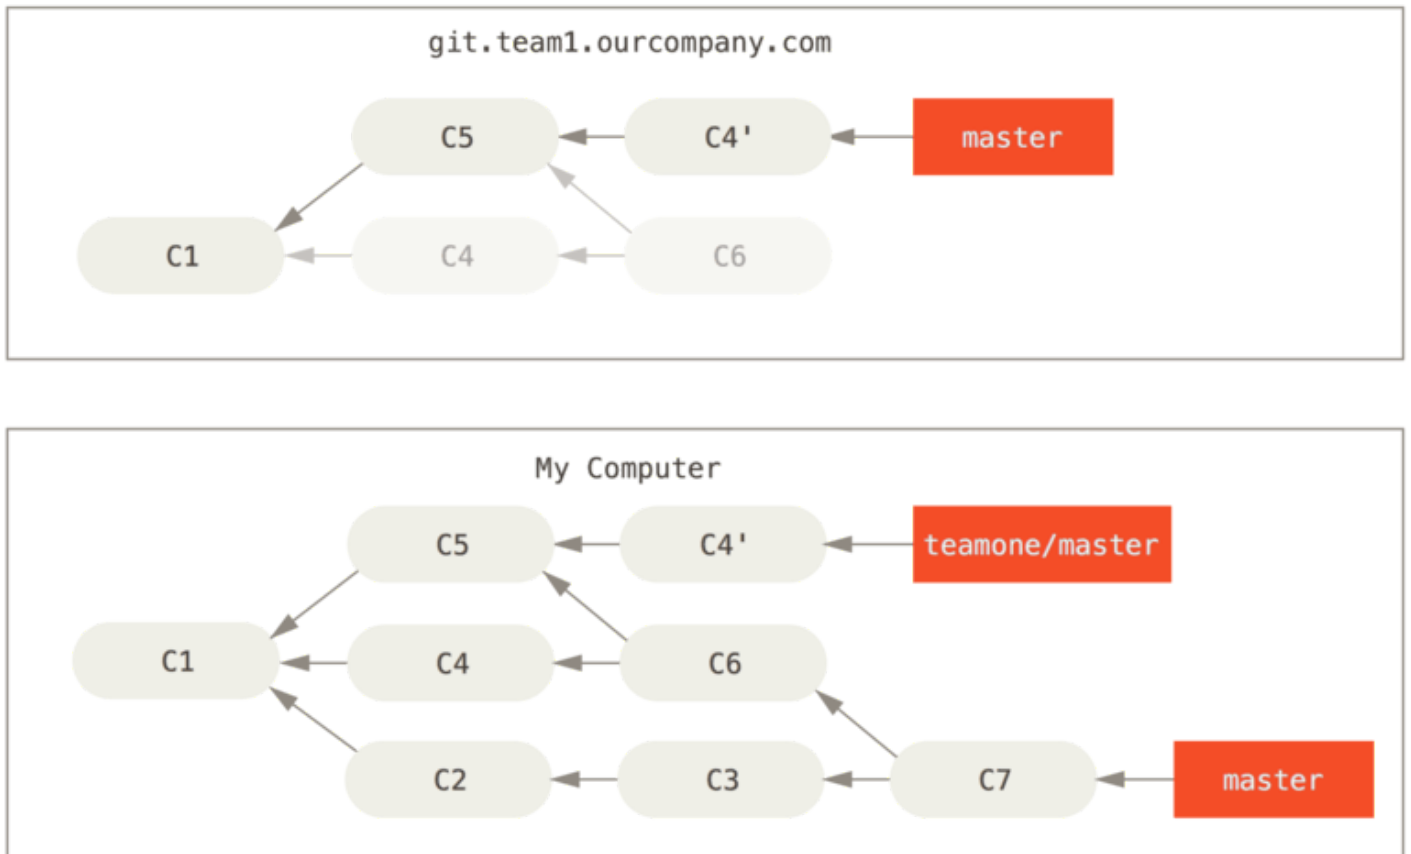 git.team1.ourcompany.com
C5 C4' master
C1 C4 C6
My Computer
C5 C4' teamone/master
C1 C4 C6
C2 C3 C7 master